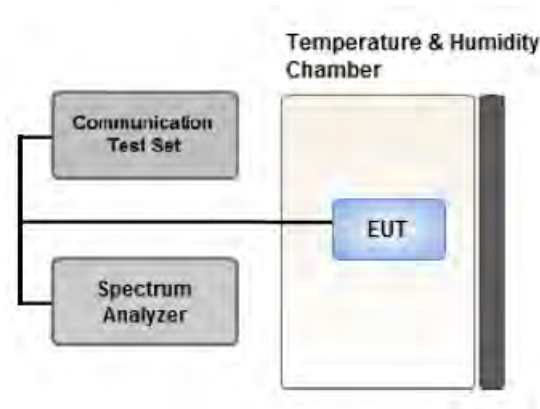 Temperature & Humidity
Chamber
Communication
Test Set
EUT
Spectrum
Analyzer